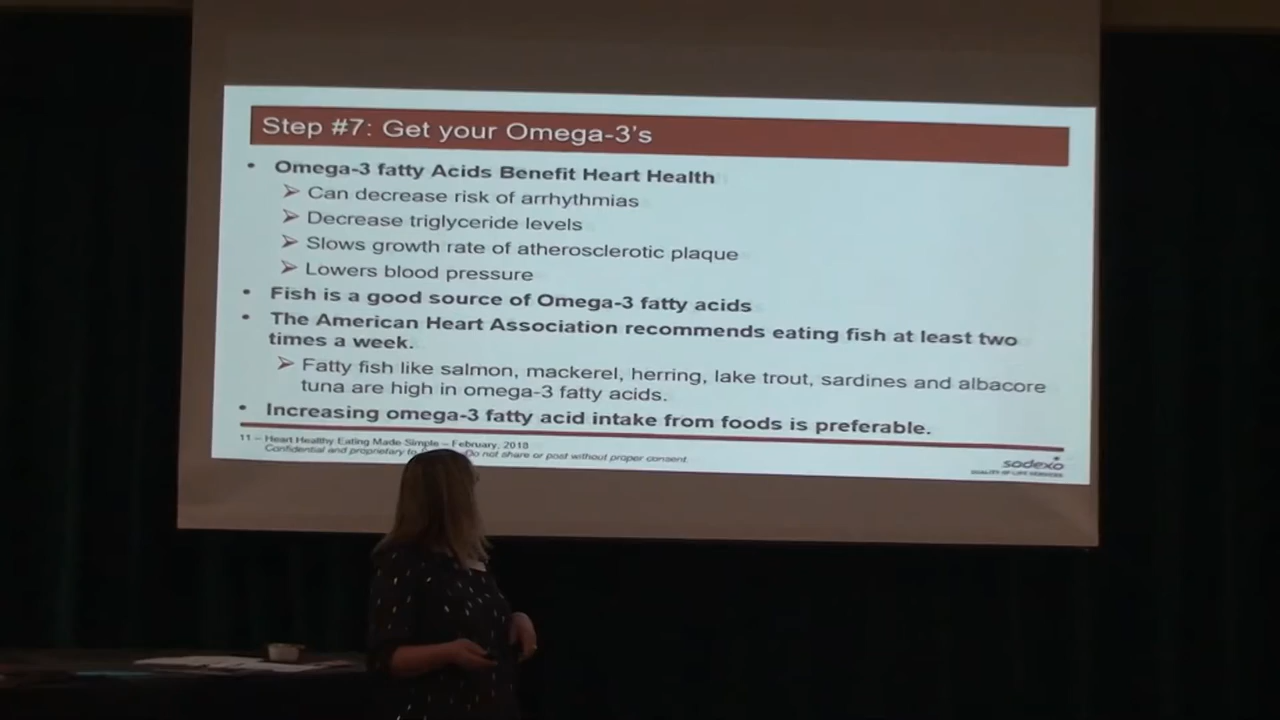 Step #7: Get your Omega-3's
• Omega-3 fatty Acids Benefit Heart Health
➢ Can decrease risk of arrhythmias
➢ Decrease triglyceride levels
➢ Slows growth rate of atherosclerotic plaque
➢ Lowers blood pressure
• Fish is a good source of Omega-3 fatty acids
• The American Heart Association recommends eating fish at least two
times a week.
➢ Fatty fish like salmon, mackerel, herring, lake trout, sardines and albacore
tuna are high in omega-3 fatty acids.
• Increasing omega-3 fatty acid intake from foods is preferable.
11 – Heart Healthy Eating Made Simple – February, 2018
Confidential and proprietary to Do not share or post without proper consent.
sodexo
QUALITY OF LIFE SERVICES